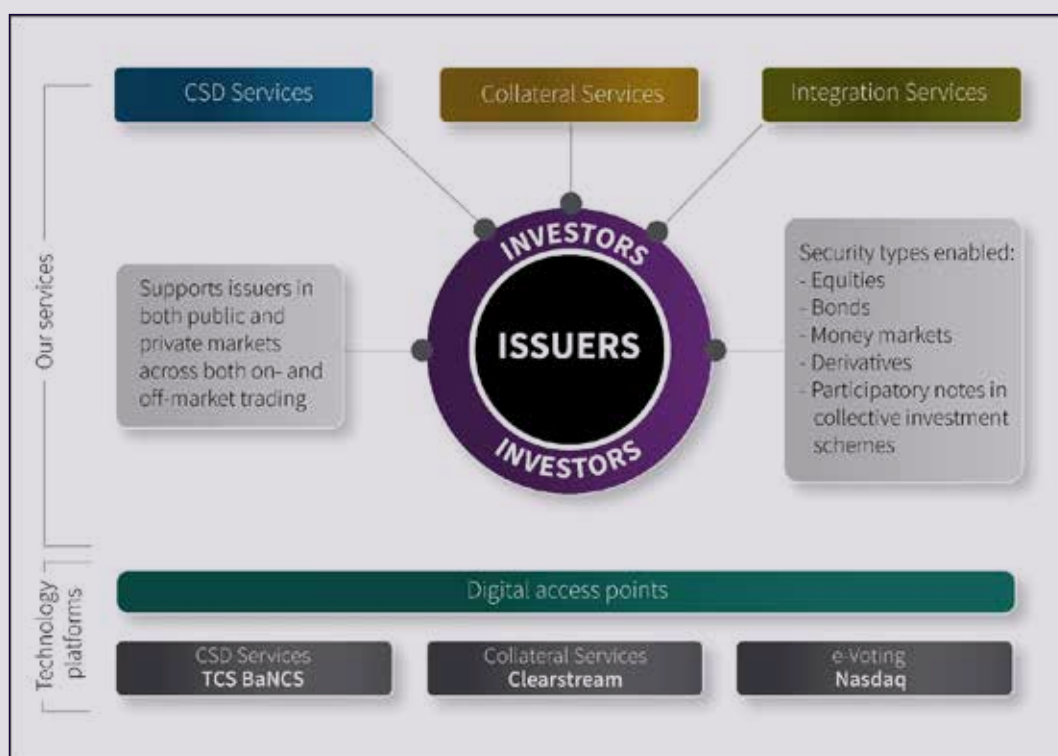 CSD Services
Collateral Services
Integration Services
Our services
INVESTORS
ISSUERS
INVESTORS
Supports issuers in
both public and
private markets
across both on- and
off-market trading
Security types enabled:
- Equities
- Bonds
- Money markets
- Derivatives
- Participatory notes in
collective investment
schemes
Technology
platforms
Digital access points
CSD Services
TCS BaNCS
Collateral Services
Clearstream
e-Voting
Nasdaq